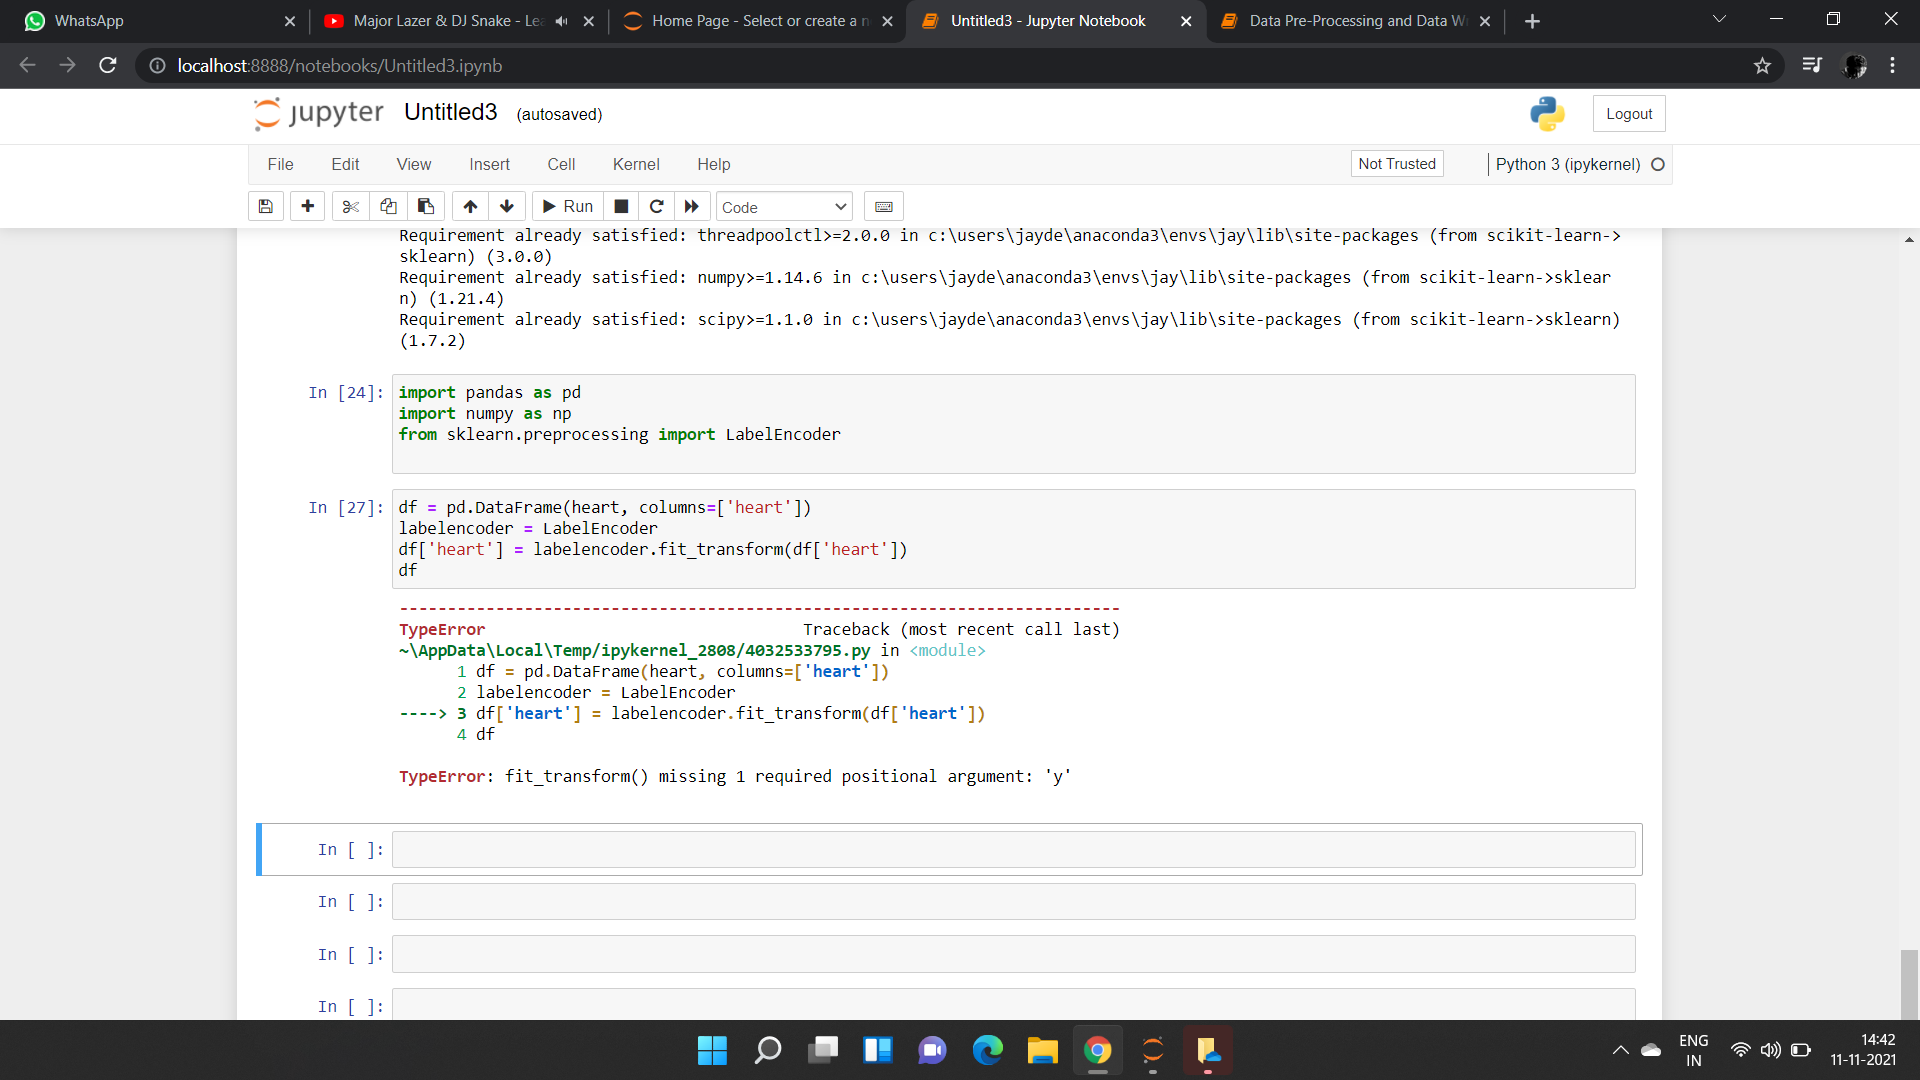 WhatsApp
Major Lazer & DJ Snake - Le
Home Page - Select or create a n
Untitled3 - Jupyter Notebook
Data Pre-Processing and Data W
localhost:8888/notebooks/Untitled3.ipynb
jupyter Untitled3 (autosaved)
Logout
File Edit View Insert Cell Kernel Help
Not Trusted
Python 3 (ipykernel)
Run
Code
Requirement already satisfied: threadpoolctl>=2.0.0 in c:\users\jayde\anaconda3\envs\jay\lib\site-packages (from scikit-learn->
sklearn) (3.0.0)
Requirement already satisfied: numpy>=1.14.6 in c:\users\jayde\anaconda3\envs\jay\lib\site-packages (from scikit-learn->sklear
n) (1.21.4)
Requirement already satisfied: scipy>=1.1.0 in c:\users\jayde\anaconda3\envs\jay\lib\site-packages (from scikit-learn->sklearn)
(1.7.2)
In [24]: import pandas as pd
import numpy as np
from sklearn.preprocessing import LabelEncoder
In [27]: df = pd.DataFrame(heart, columns=['heart'])
labelencoder = LabelEncoder
df['heart'] = labelencoder.fit_transform(df['heart'])
df
---------------------------------------------------------------------------
TypeError Traceback (most recent call last)
~\AppData\Local\Temp/ipykernel_2808/4032533795.py in <module>
1 df = pd.DataFrame(heart, columns=['heart'])
2 labelencoder = LabelEncoder
----> 3 df['heart'] = labelencoder.fit_transform(df['heart'])
4 df
TypeError: fit_transform() missing 1 required positional argument: 'y'
In [ ]:
In [ ]:
In [ ]:
In [ ]:
ENG
IN
14:42
11-11-2021